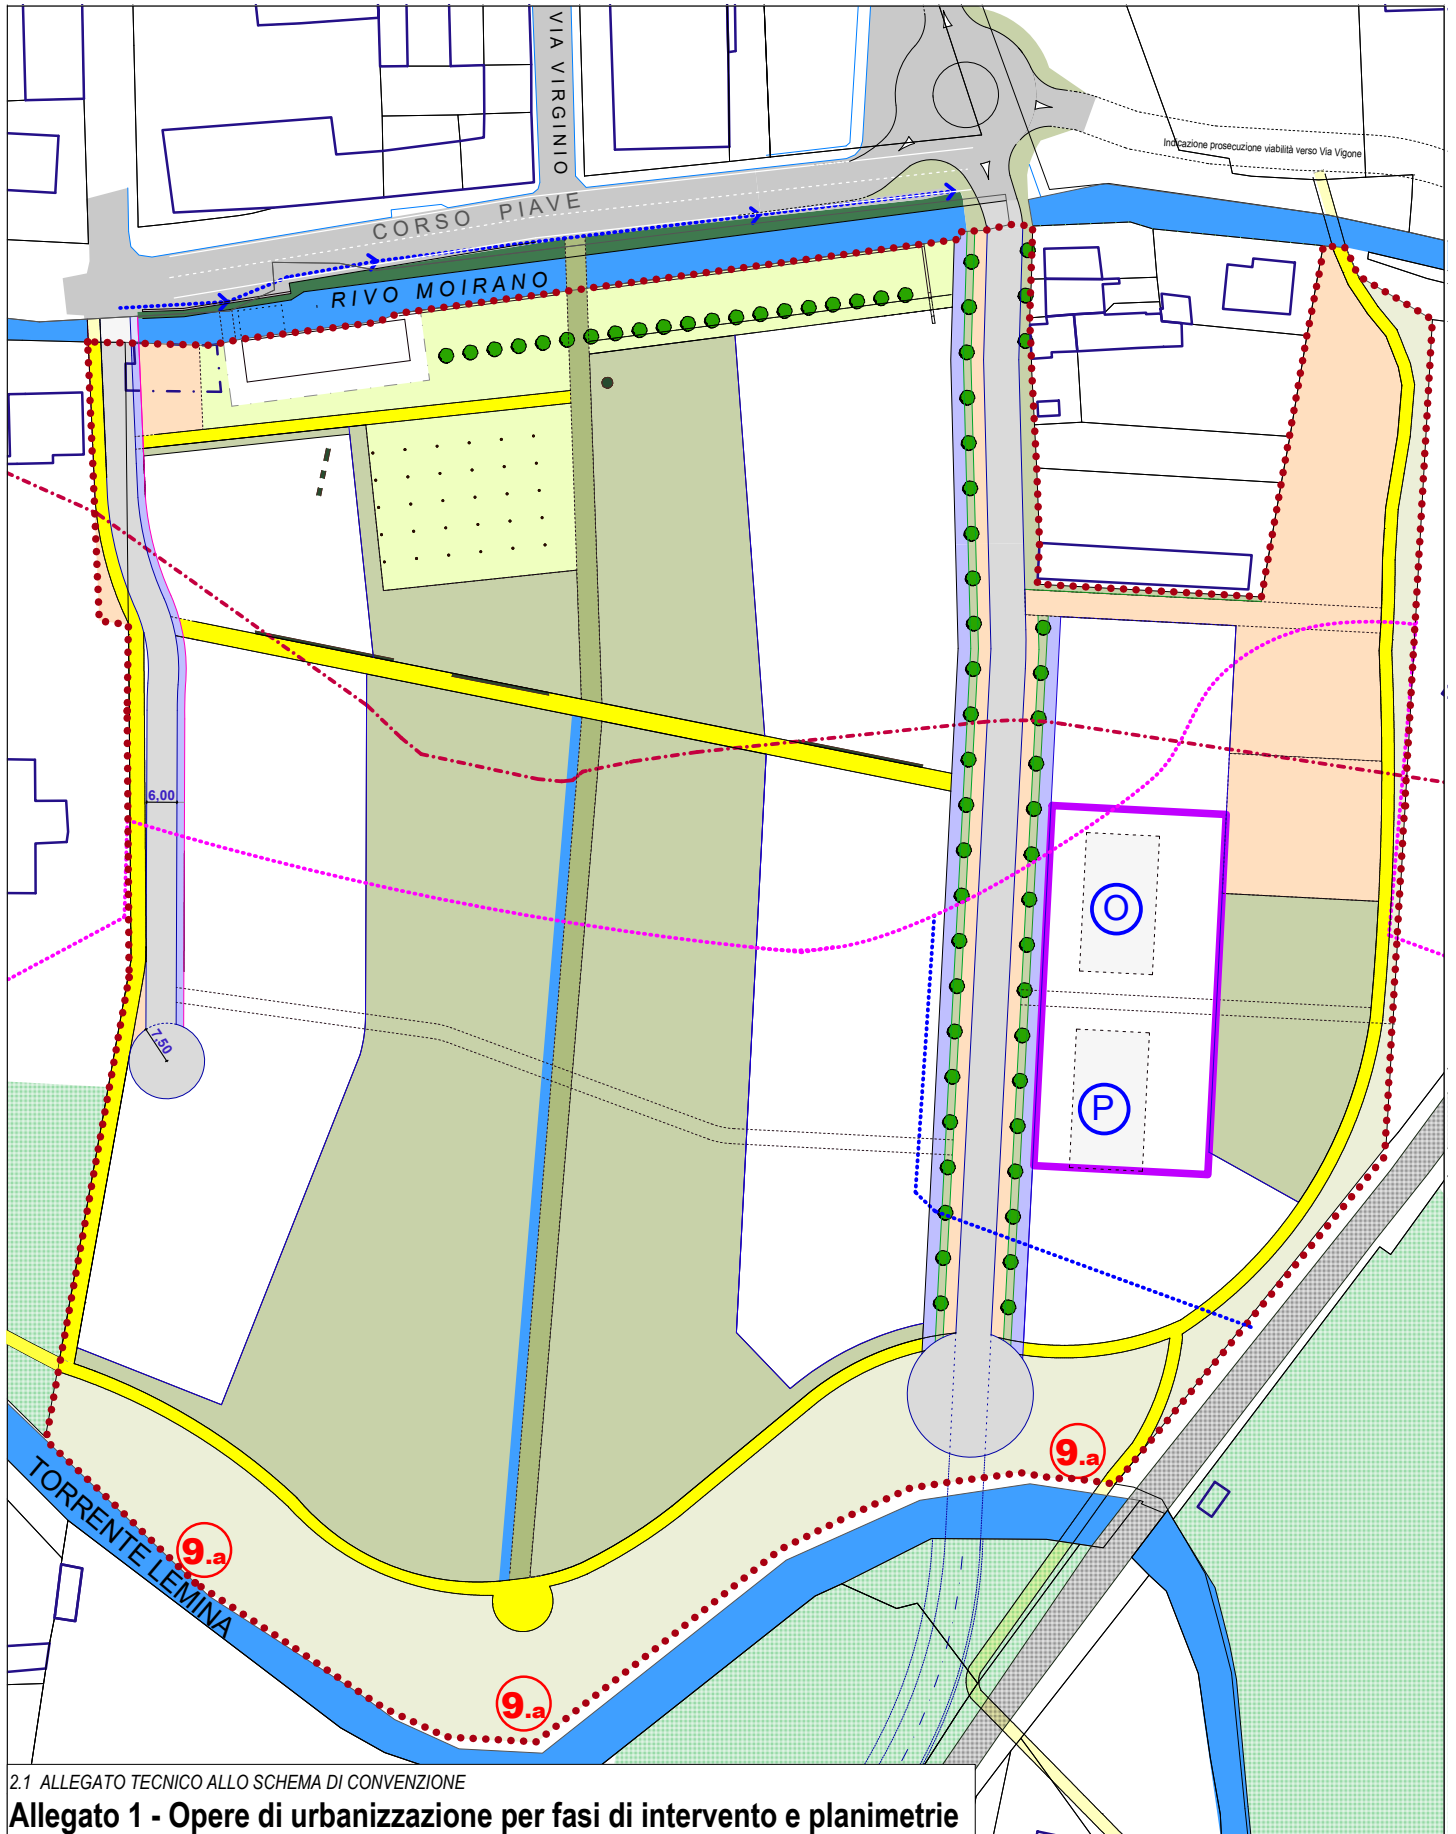 VIA VIRGINIO
Indicazione prosecuzione viabilità verso Via Vigone
CORSO PIAVE
RIVO MOIRANO
6,00
O
7.50
P
9.a
9.a
TORRENTE LEMINA
9.a
2.1 ALLEGATO TECNICO ALLO SCHEMA DI CONVENZIONE
Allegato 1 - Opere di urbanizzazione per fasi di intervento e planimetrie